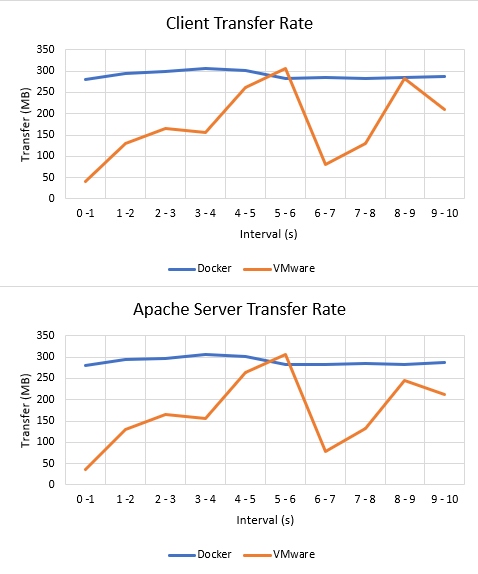 Client Transfer Rate
350
300
250
200
150
100
50
0
Transfer (MB)
0 -1 1 -2 2 - 3 3 - 4 4 - 5 5 - 6 6 - 7 7 - 8 8 - 9 9 - 10
Interval (s)
Docker VMware
Apache Server Transfer Rate
350
300
250
200
150
100
50
0
Transfer (MB)
0 -1 1 -2 2 - 3 3 - 4 4 - 5 5 - 6 6 - 7 7 - 8 8 - 9 9 - 10
Interval (s)
Docker VMware